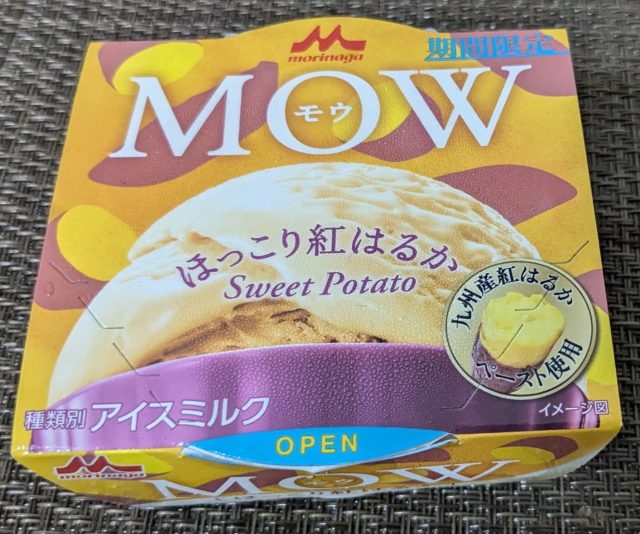 morinaga
期間限定
MOW
モウ
ほっこり紅はるか
Sweet Potato
九州産紅はるか
ペースト使用
種類別 アイスミルク
イメージ図
OPEN
morinaga
MOW